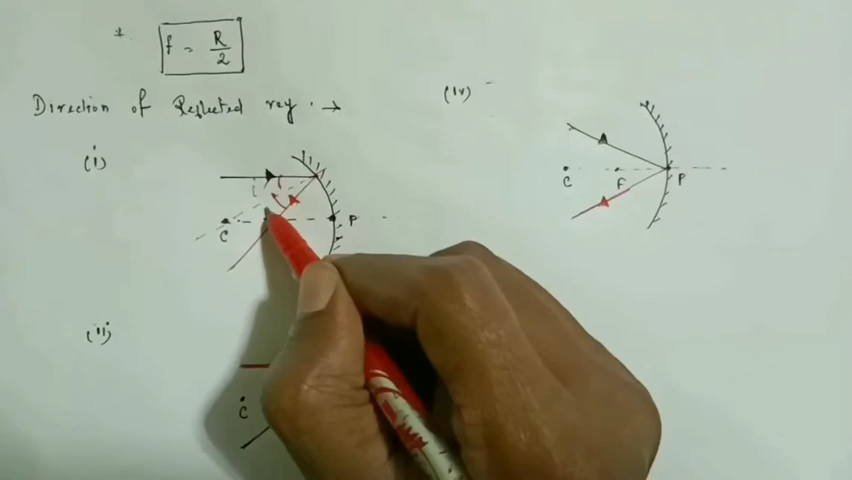 * f = R/2
Direction of Reflected ray : →
(i)
i
C
P
(ii)
C
(iv)
C
F
P